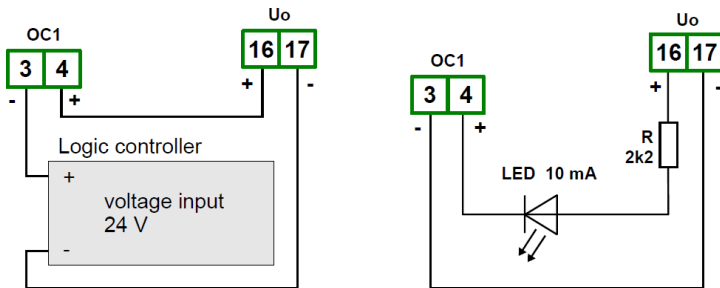 Uo
OC1
16 17
3 4
+ -
- +
Logic controller
+
voltage input
24 V
-
Uo
16 17
OC1
3 4
+ -
- +
R
2k2
LED 10 mA